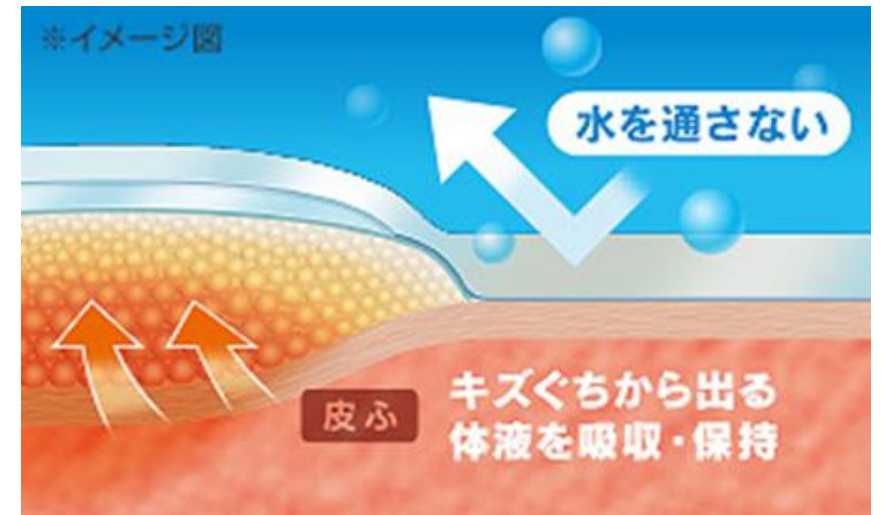 ※イメージ図
水を通さない
皮ふ
キズぐちから出る
体液を吸収・保持